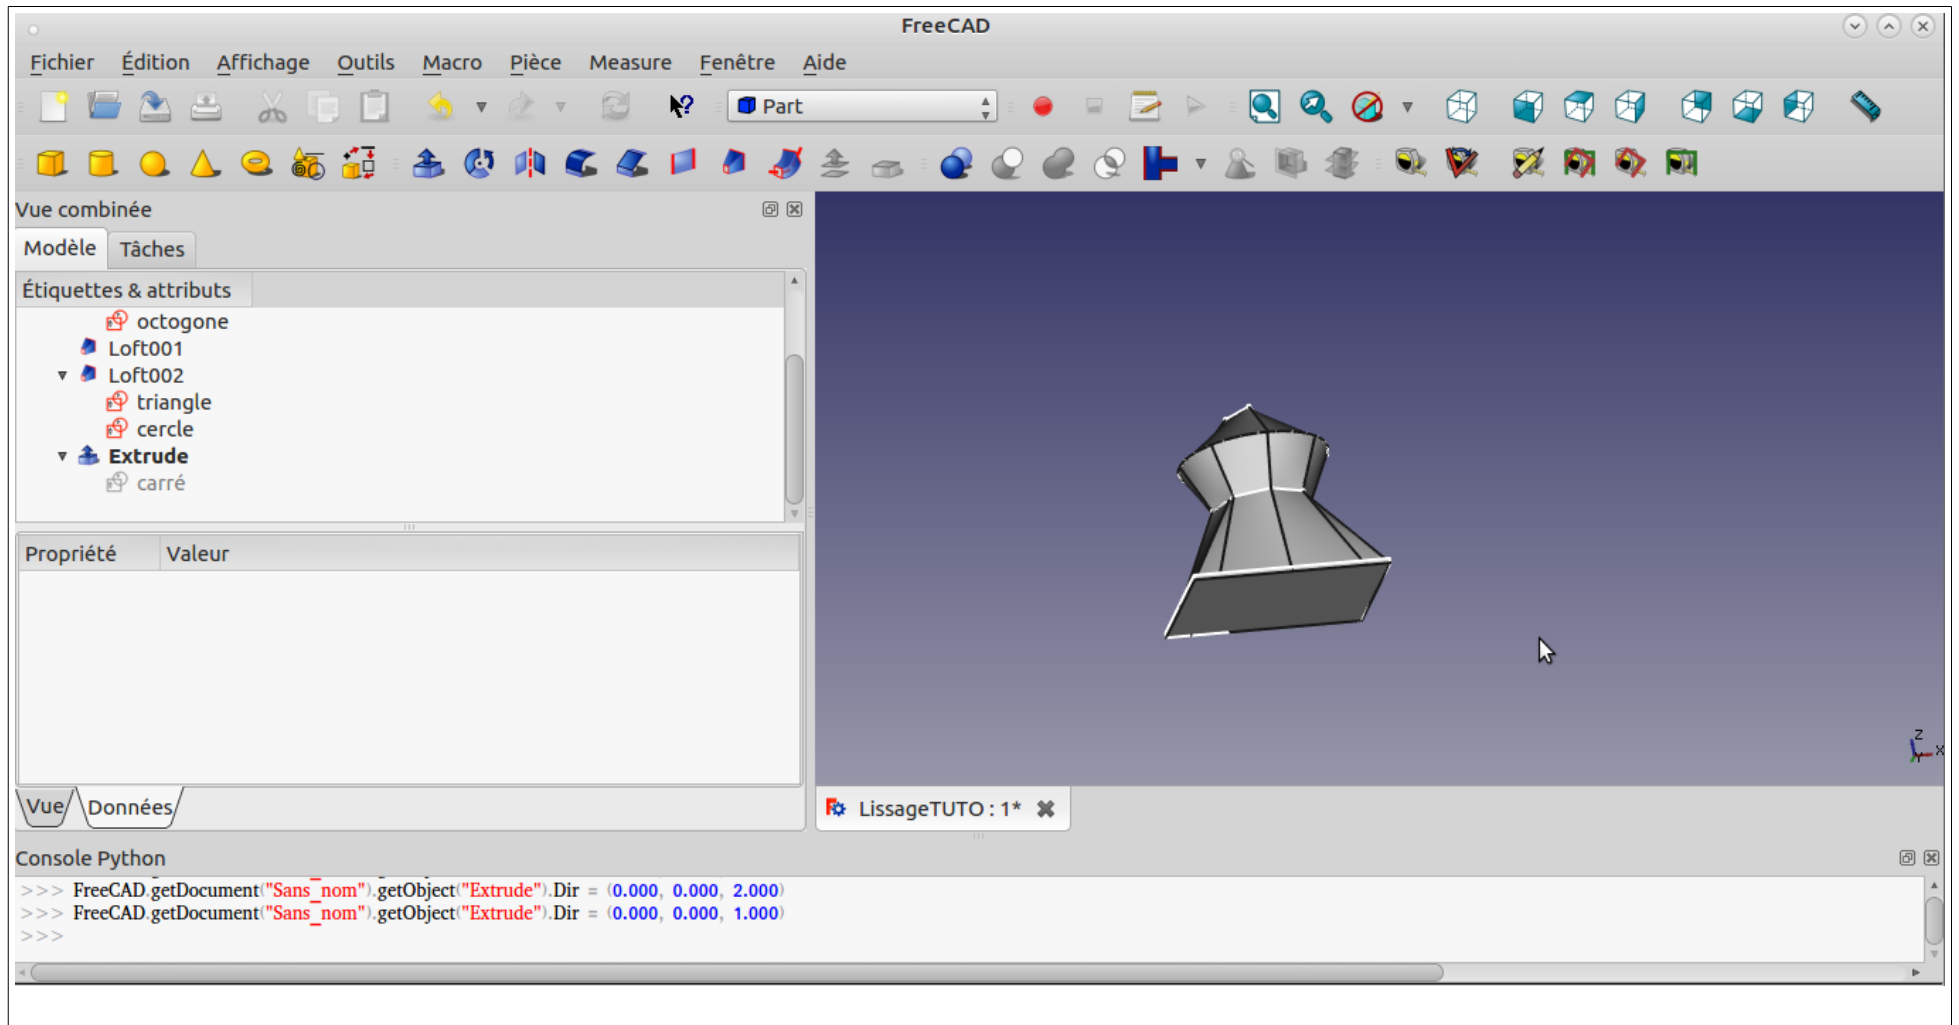 FreeCAD
Fichier Édition Affichage Outils Macro Pièce Measure Fenêtre Aide
Part
Vue combinée
Modèle Tâches
Étiquettes & attributs
octogone
Loft001
Loft002
triangle
cercle
Extrude
carré
Propriété Valeur
Vue Données
Z
X
Y
LissageTUTO : 1*
Console Python
>>> FreeCAD.getDocument("Sans_nom").getObject("Extrude").Dir = (0.000, 0.000, 2.000)
>>> FreeCAD.getDocument("Sans_nom").getObject("Extrude").Dir = (0.000, 0.000, 1.000)
>>>